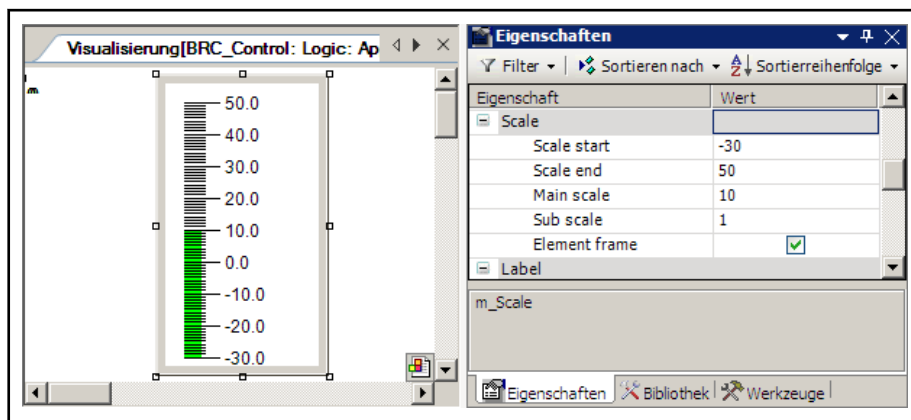 Visualisierung[BRC_Control: Logic: Ap
50.0
40.0
30.0
20.0
10.0
0.0
-10.0
-20.0
-30.0
Eigenschaften
Filter Sortieren nach Sortierreihenfolge
Eigenschaft Wert
Scale
Scale start -30
Scale end 50
Main scale 10
Sub scale 1
Element frame
Label
m_Scale
Eigenschaften Bibliothek Werkzeuge